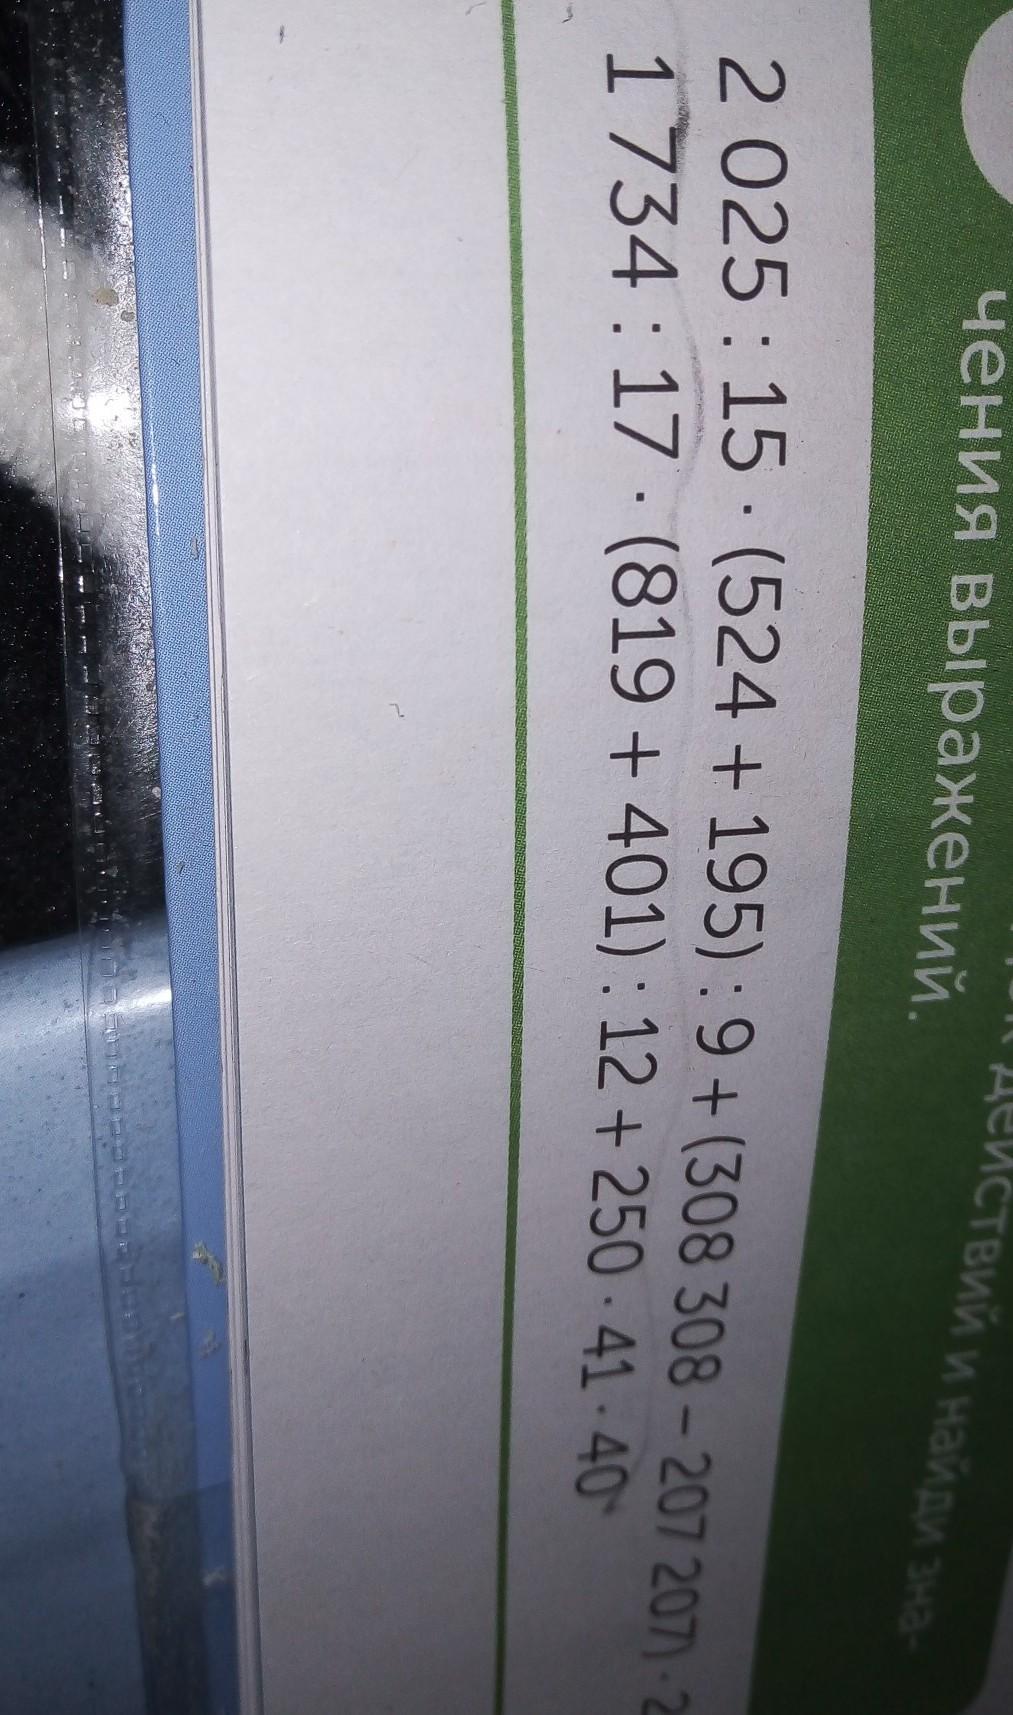 действий и найди зна-
чения выражений.
2 025 : 15 · (524 + 195) : 9 + (308 308 – 207 207) · 2
1 734 : 17 · (819 + 401) : 12 + 250 · 41 · 40